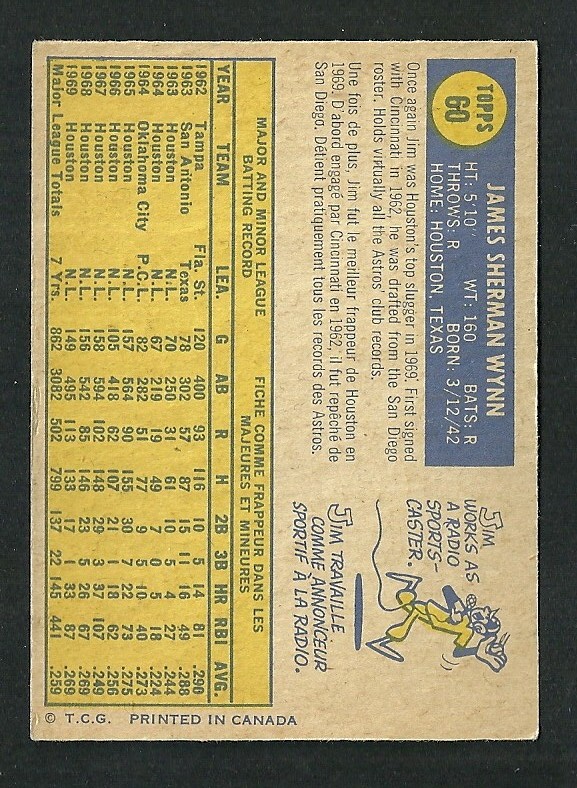 TOPPS
60
JAMES SHERMAN WYNN
HT: 5'10" WT: 160 BATS: R
THROWS: R BORN: 3/12/42
HOME: HOUSTON, TEXAS
Once again Jim was Houston's top slugger in 1969. First signed
with Cincinnati in 1962, he was drafted from the San Diego
roster. Holds virtually all the Astros' club records.
Une fois de plus, Jim fut le meilleur frappeur de Houston en
1969. D'abord engagé par Cincinnati en 1962, il fut repêché de
San Diego. Détient pratiquement tous les records des Astros.
JIM
WORKS AS
A RADIO
SPORTS-
CASTER.
JIM TRAVAILLE
COMME ANNONCEUR
SPORTIF À LA RADIO.
MAJOR AND MINOR LEAGUE
BATTING RECORD
FICHE COMME FRAPPEUR DANS LES
MAJEURES ET MINEURES
YEAR TEAM LEA. G AB R H 2B 3B HR RBI AVG.
1962 Tampa Fla. St. 120 400 93 116 10 5 14 81 .290
1963 San Antonio Texas 78 302 57 87 15 11 16 49 .288
1963 Houston N.L. 70 250 31 61 10 5 4 27 .244
1964 Houston N.L. 67 219 19 49 7 0 5 18 .224
1964 Oklahoma City P.C.L. 82 282 51 77 9 5 10 40 .273
1965 Houston N.L. 157 564 90 155 30 7 22 73 .275
1966 Houston N.L. 105 418 62 107 21 1 18 62 .256
1967 Houston N.L. 158 594 102 148 29 3 37 107 .249
1968 Houston N.L. 156 542 85 146 23 5 26 67 .269
1969 Houston N.L. 149 495 113 133 17 1 33 87 .269
Major League Totals 7 Yrs. 862 3082 502 799 137 22 145 441 .259
© T.C.G. PRINTED IN CANADA